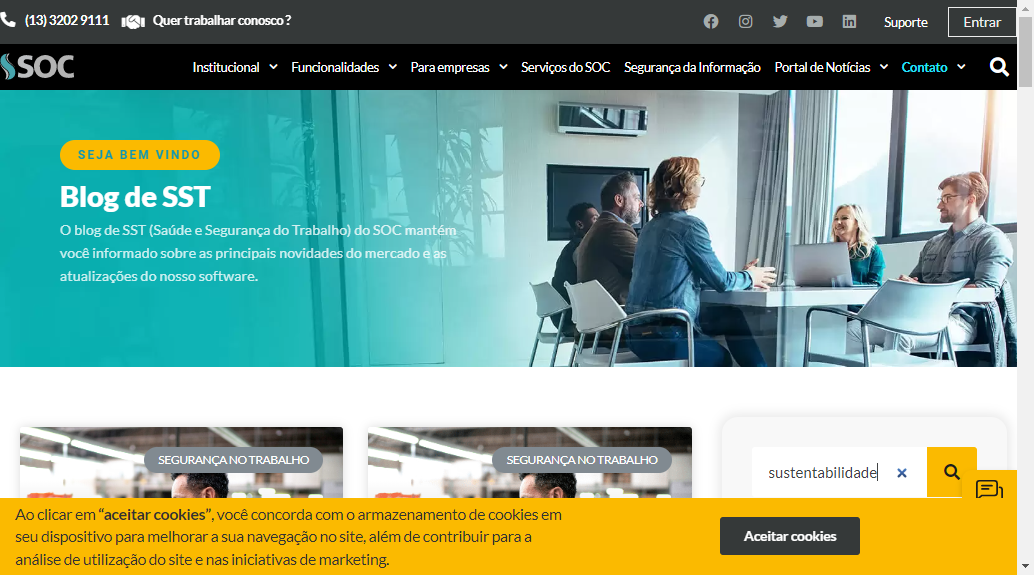 (13) 3202 9111 Quer trabalhar conosco ? Suporte Entrar
SOC Institucional Funcionalidades Para empresas Serviços do SOC Segurança da Informação Portal de Notícias Contato
SEJA BEM VINDO
Blog de SST
O blog de SST (Saúde e Segurança do Trabalho) do SOC mantém
você informado sobre as principais novidades do mercado e as
atualizações do nosso software.
SEGURANÇA NO TRABALHO SEGURANÇA NO TRABALHO
sustentabilidade
Ao clicar em “aceitar cookies”, você concorda com o armazenamento de cookies em
seu dispositivo para melhorar a sua navegação no site, além de contribuir para a
análise de utilização do site e nas iniciativas de marketing.
Aceitar cookies